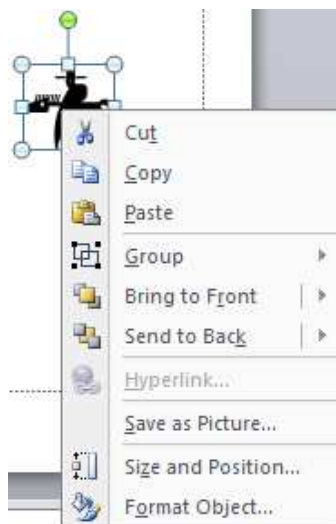 Cut
Copy
Paste
Group
Bring to Front
Send to Back
Hyperlink...
Save as Picture...
Size and Position...
Format Object...